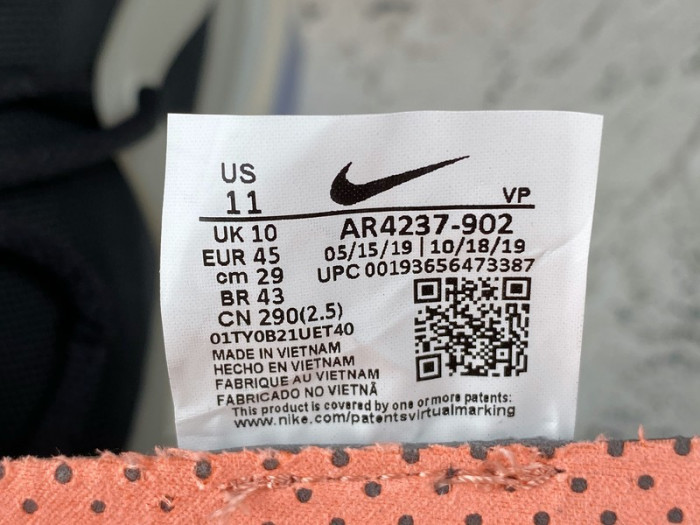 US
11
VP
UK 10
AR4237-902
EUR 45
05/15/19 | 10/18/19
cm 29
UPC 00193656473387
BR 43
CN 290(2.5)
01TY0B21UET40
MADE IN VIETNAM
HECHO EN VIETNAM
FABRIQUE AU VIETNAM
FABRICADO NO VIETNÃ
This product is covered by one or more patents:
www.nike.com/patentsvirtualmarking